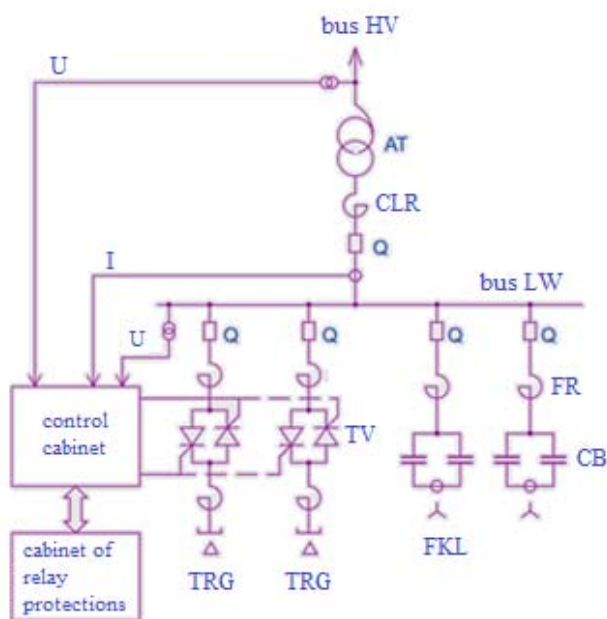 bus HV
U
AT
CLR
Q
I
bus LW
U
Q
Q
Q
Q
FR
control
cabinet
TV
CB
FKL
cabinet of
relay
protections
TRG
TRG